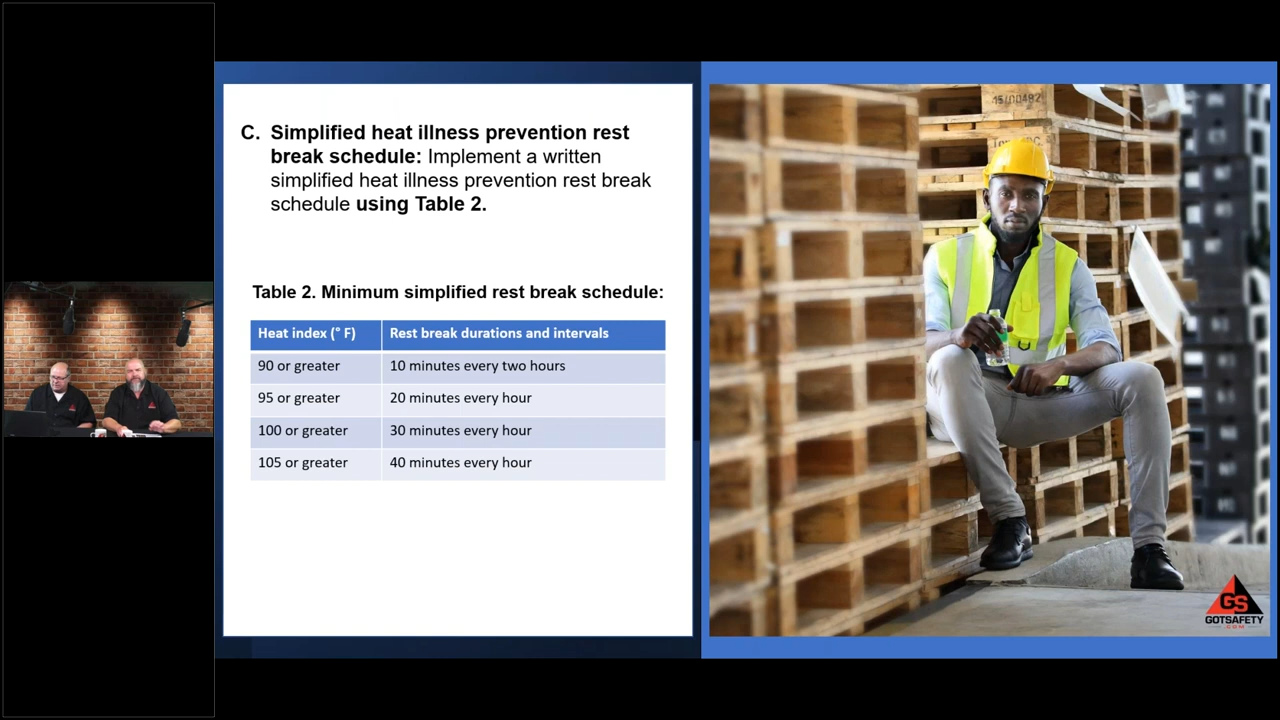 C. Simplified heat illness prevention rest
break schedule: Implement a written
simplified heat illness prevention rest break
schedule using Table 2.
Table 2. Minimum simplified rest break schedule:
Heat index (° F) Rest break durations and intervals
90 or greater 10 minutes every two hours
95 or greater 20 minutes every hour
100 or greater 30 minutes every hour
105 or greater 40 minutes every hour
GS
GOTSAFETY
.COM